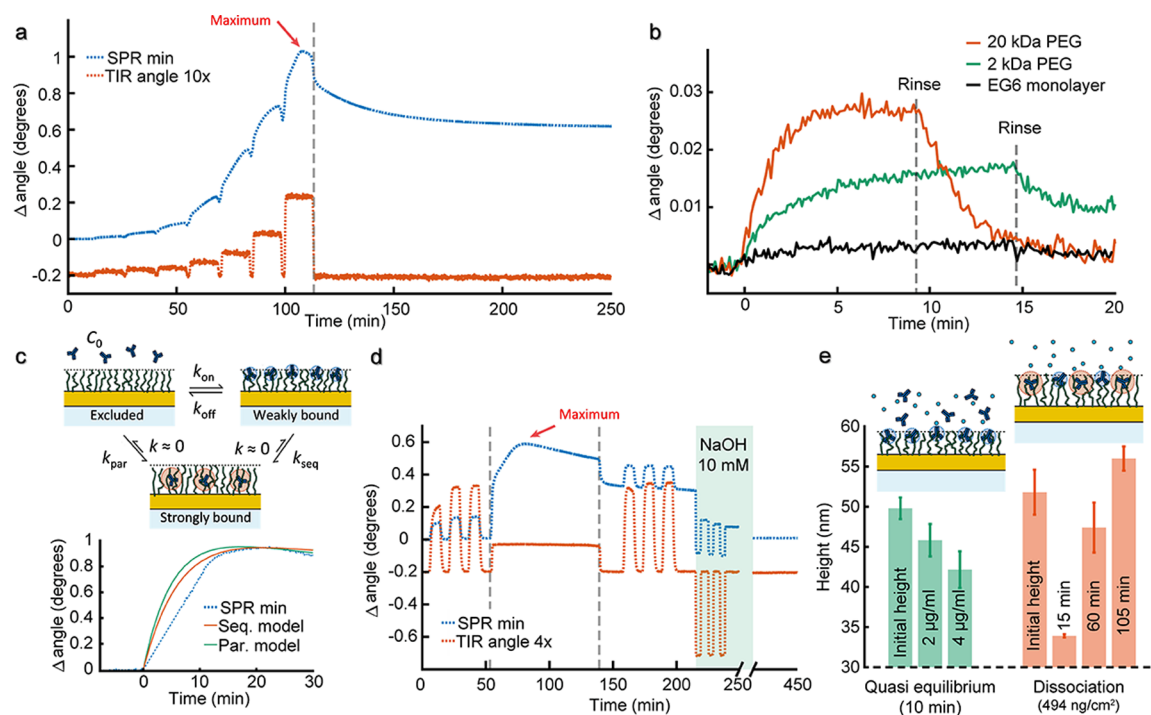 a
Maximum
SPR min
TIR angle 10x
Δ angle (degrees)
1
0.8
0.6
0.4
0.2
0
-0.2
0
50
100
150
200
250
Time (min)
b
20 kDa PEG
2 kDa PEG
EG6 monolayer
Rinse
Rinse
Δ angle (degrees)
0.03
0.02
0.01
0
5
10
15
20
Time (min)
c
C0
kon
koff
Excluded
Weakly bound
k ≈ 0
k ≈ 0
kpar
kseq
Strongly bound
Δ angle (degrees)
1
0.8
0.6
0.4
0.2
0
SPR min
Seq. model
Par. model
0
10
20
30
Time (min)
d
Maximum
NaOH
10 mM
Δ angle (degrees)
0.6
0.4
0.2
0
-0.2
-0.4
-0.6
SPR min
TIR angle 4x
0
50
100
150
200
250
450
Time (min)
e
Height (nm)
60
55
50
45
40
35
30
Initial height
2 µg/ml
4 µg/ml
Initial height
15 min
60 min
105 min
Quasi equilibrium
(10 min)
Dissociation
(494 ng/cm²)